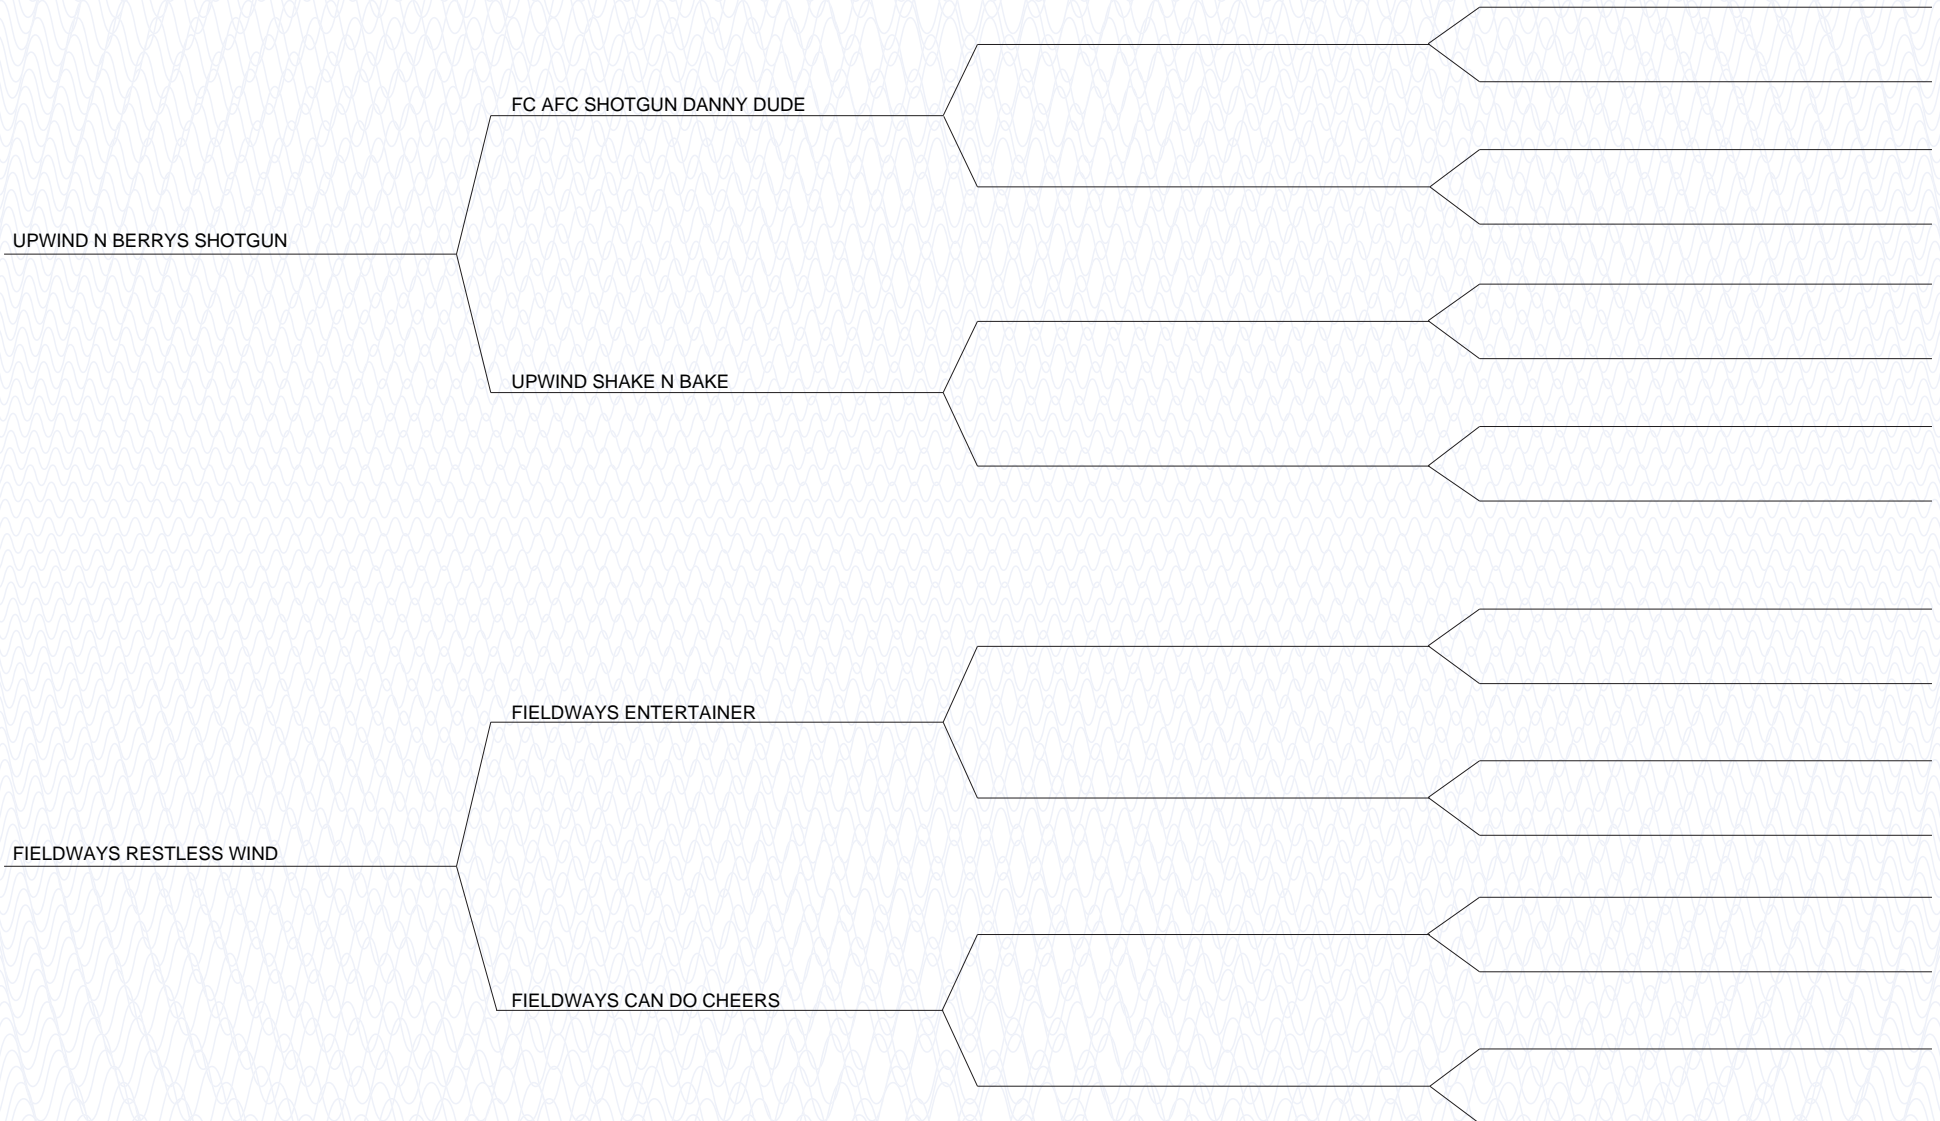 FC AFC SHOTGUN DANNY DUDE
UPWIND N BERRYS SHOTGUN
UPWIND SHAKE N BAKE
FIELDWAYS ENTERTAINER
FIELDWAYS RESTLESS WIND
FIELDWAYS CAN DO CHEERS